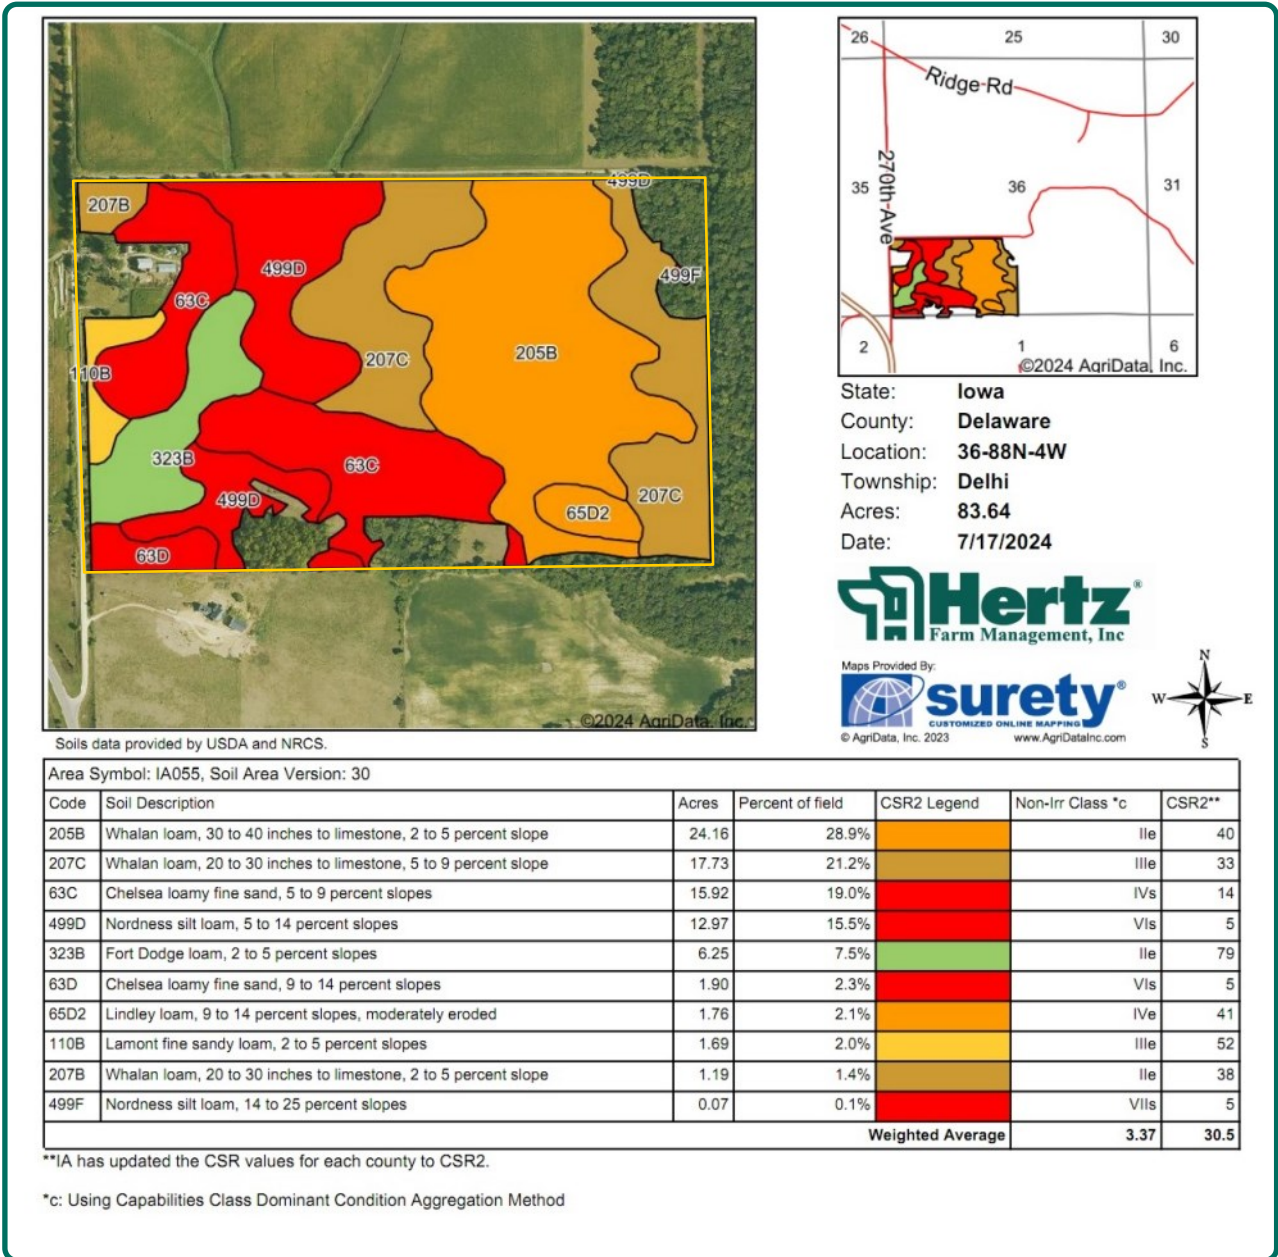 499D
207B
499D
499F
63C
207C
205B
110B
323B
63C
499D
207C
65D2
63D
©2024 AgriData, Inc.
26
25
30
Ridge Rd
270th Ave
35
36
31
2
1
6
©2024 AgriData, Inc.
State: Iowa
County: Delaware
Location: 36-88N-4W
Township: Delhi
Acres: 83.64
Date: 7/17/2024
Hertz®
Farm Management, Inc
Maps Provided By:
surety®
CUSTOMIZED ONLINE MAPPING
© AgriData, Inc. 2023 www.AgriDataInc.com
N
W E
S
Soils data provided by USDA and NRCS.
Area Symbol: IA055, Soil Area Version: 30
Code Soil Description Acres Percent of field CSR2 Legend Non-Irr Class *c CSR2**
205B Whalan loam, 30 to 40 inches to limestone, 2 to 5 percent slope 24.16 28.9% IIe 40
207C Whalan loam, 20 to 30 inches to limestone, 5 to 9 percent slope 17.73 21.2% IIIe 33
63C Chelsea loamy fine sand, 5 to 9 percent slopes 15.92 19.0% IVs 14
499D Nordness silt loam, 5 to 14 percent slopes 12.97 15.5% VIs 5
323B Fort Dodge loam, 2 to 5 percent slopes 6.25 7.5% IIe 79
63D Chelsea loamy fine sand, 9 to 14 percent slopes 1.90 2.3% VIs 5
65D2 Lindley loam, 9 to 14 percent slopes, moderately eroded 1.76 2.1% IVe 41
110B Lamont fine sandy loam, 2 to 5 percent slopes 1.69 2.0% IIIe 52
207B Whalan loam, 20 to 30 inches to limestone, 2 to 5 percent slope 1.19 1.4% IIe 38
499F Nordness silt loam, 14 to 25 percent slopes 0.07 0.1% VIIs 5
Weighted Average 3.37 30.5
**IA has updated the CSR values for each county to CSR2.
*c: Using Capabilities Class Dominant Condition Aggregation Method